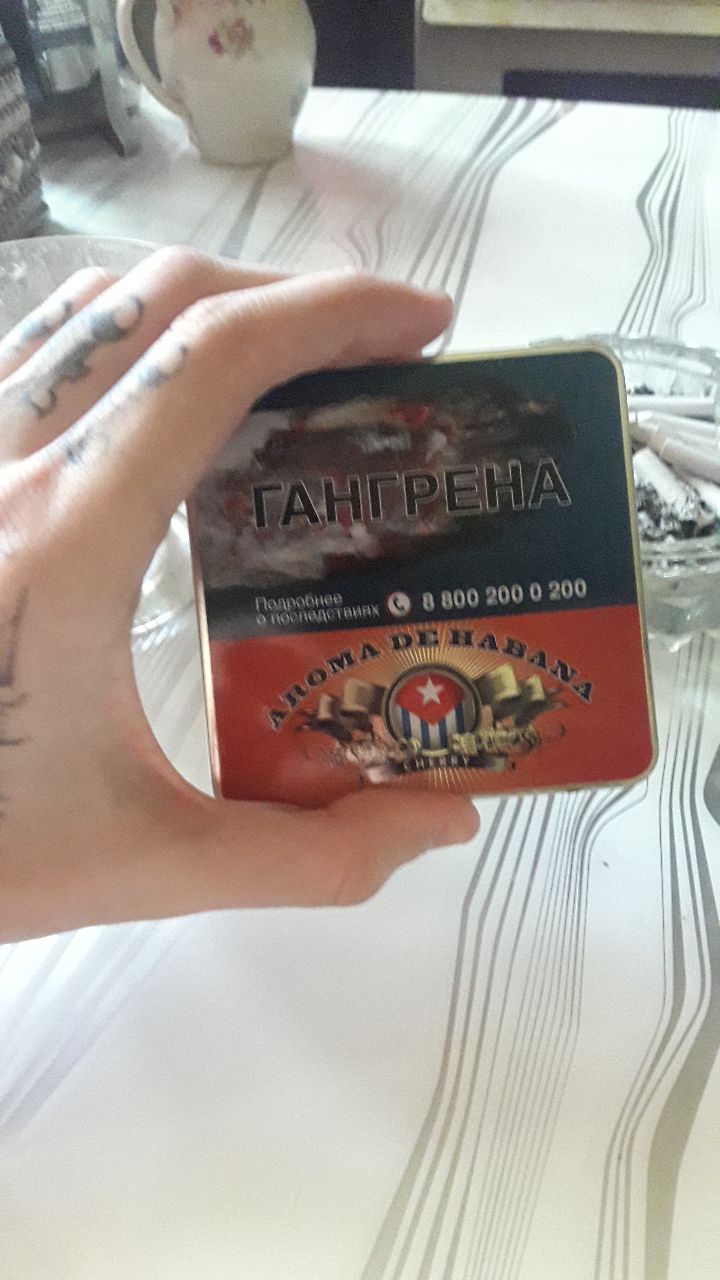 ГАНГРЕНА
Подробнее
о последствиях 8 800 200 0 200
AROMA DE HABANA
CHERRY